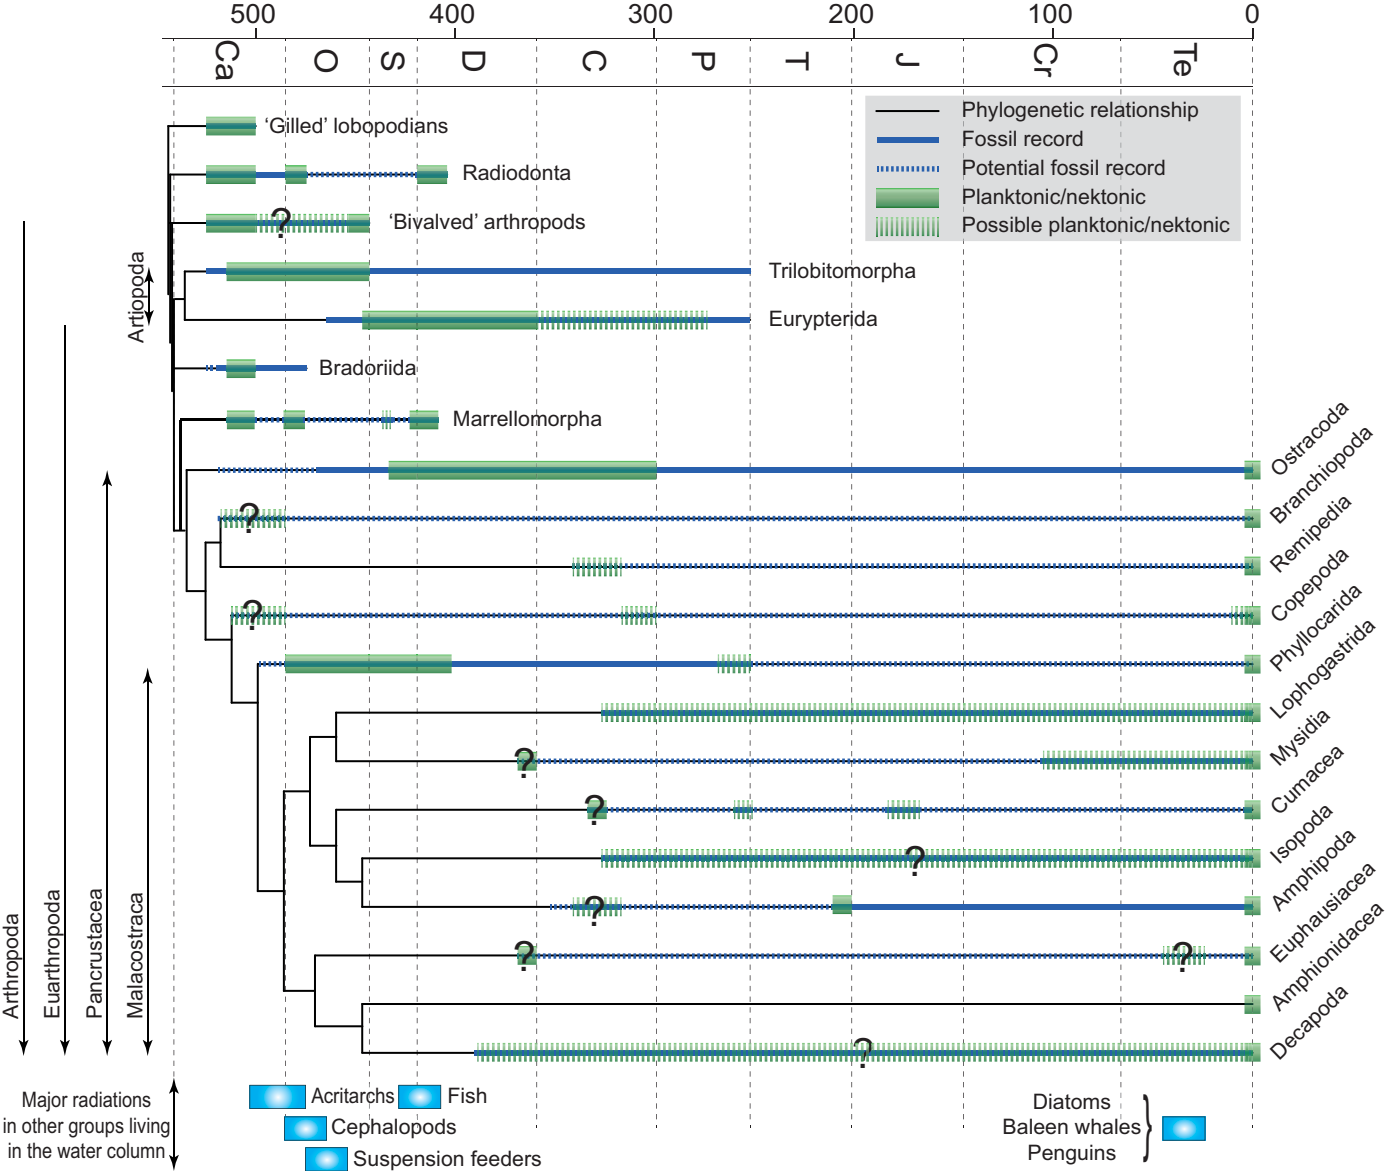 500 400 300 200 100 0
Ca O S D C P T J Cr Te
Phylogenetic relationship
Fossil record
Potential fossil record
Planktonic/nektonic
Possible planktonic/nektonic
‘Gilled’ lobopodians
Radiodonta
?
‘Bivalved’ arthropods
Trilobitomorpha
Eurypterida
Bradoriida
Marrellomorpha
Ostracoda
?
Branchiopoda
Remipedia
?
Copepoda
Phyllocarida
Lophogastrida
?
Mysidia
?
Cumacea
?
Isopoda
?
Amphipoda
? ?
Euphausiacea
Amphionidacea
?
Decapoda
Artiopoda
Arthropoda
Euarthropoda
Pancrustacea
Malacostraca
Major radiations
in other groups living
in the water column
Acritarchs
Fish
Cephalopods
Suspension feeders
Diatoms
Baleen whales
Penguins